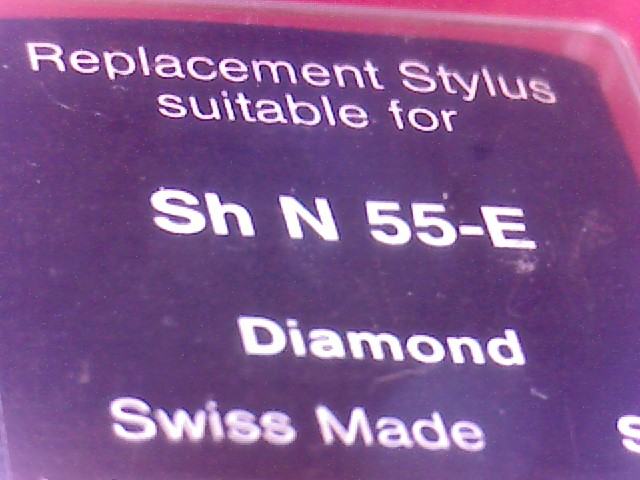 Replacement Stylus
suitable for
Sh N 55-E
Diamond
Swiss Made